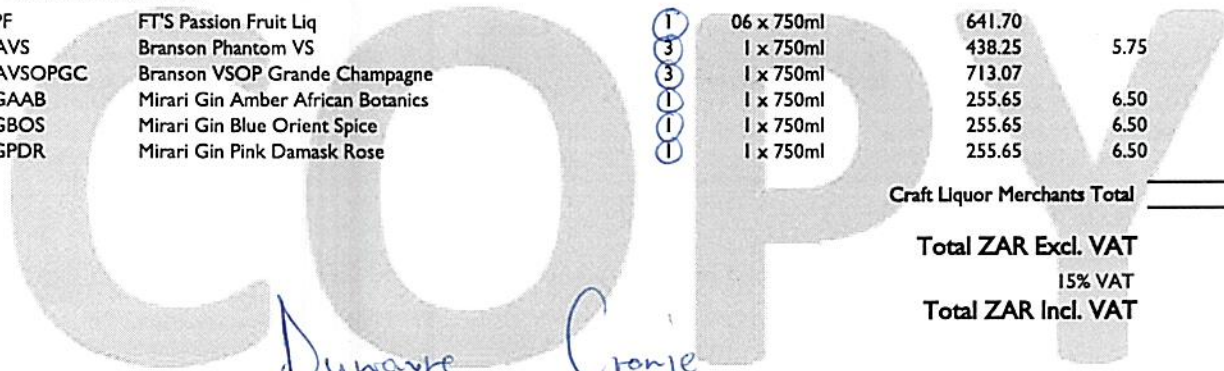 PF FT'S Passion Fruit Liq 1 06 x 750ml 641.70
AVS Branson Phantom VS 3 1 x 750ml 438.25 5.75
AVSOPGC Branson VSOP Grande Champagne 3 1 x 750ml 713.07
GAAB Mirari Gin Amber African Botanics 1 1 x 750ml 255.65 6.50
GBOS Mirari Gin Blue Orient Spice 1 1 x 750ml 255.65 6.50
GPDR Mirari Gin Pink Damask Rose 1 1 x 750ml 255.65 6.50
Craft Liquor Merchants Total
Total ZAR Excl. VAT
15% VAT
Total ZAR Incl. VAT
COPY
Cronje